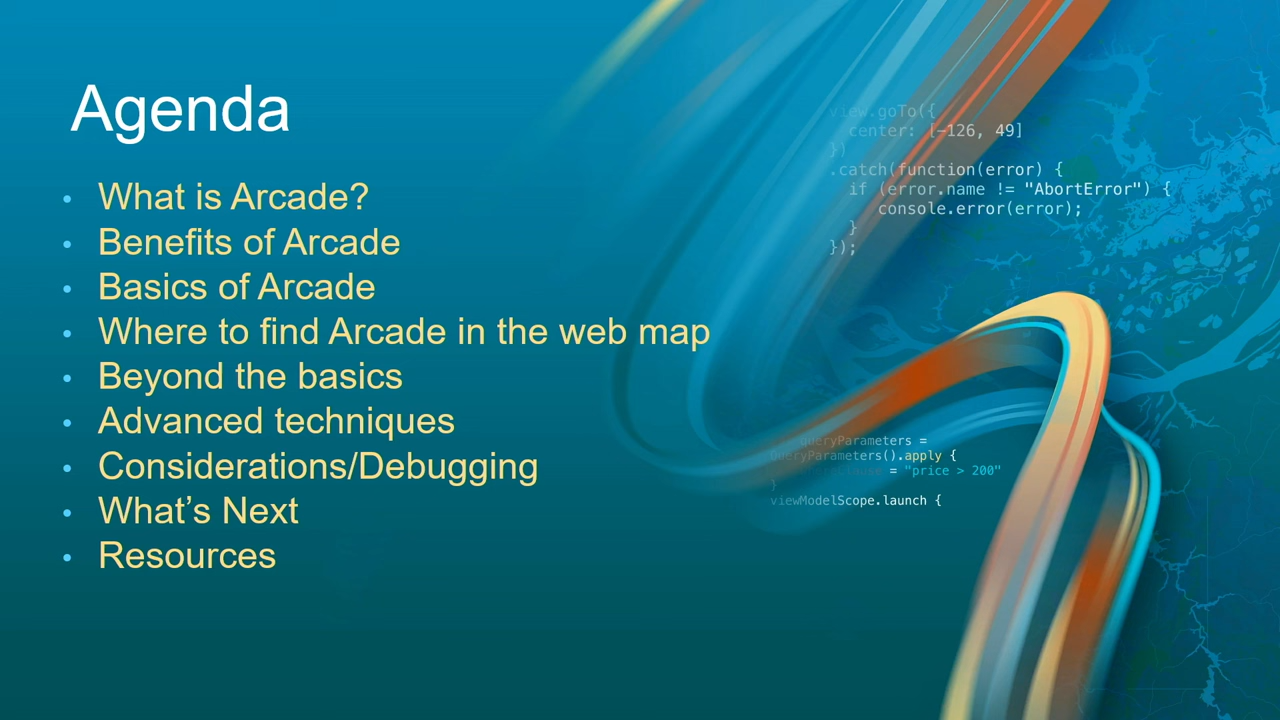 Agenda
• What is Arcade?
• Benefits of Arcade
• Basics of Arcade
• Where to find Arcade in the web map
• Beyond the basics
• Advanced techniques
• Considerations/Debugging
• What’s Next
• Resources
view.goTo({
center: [-126, 49]
})
.catch(function(error) {
if (error.name != "AbortError") {
console.error(error);
}
});
QueryParameters =
QueryParameters().apply {
= "price > 200"
}
viewModelScope.launch {